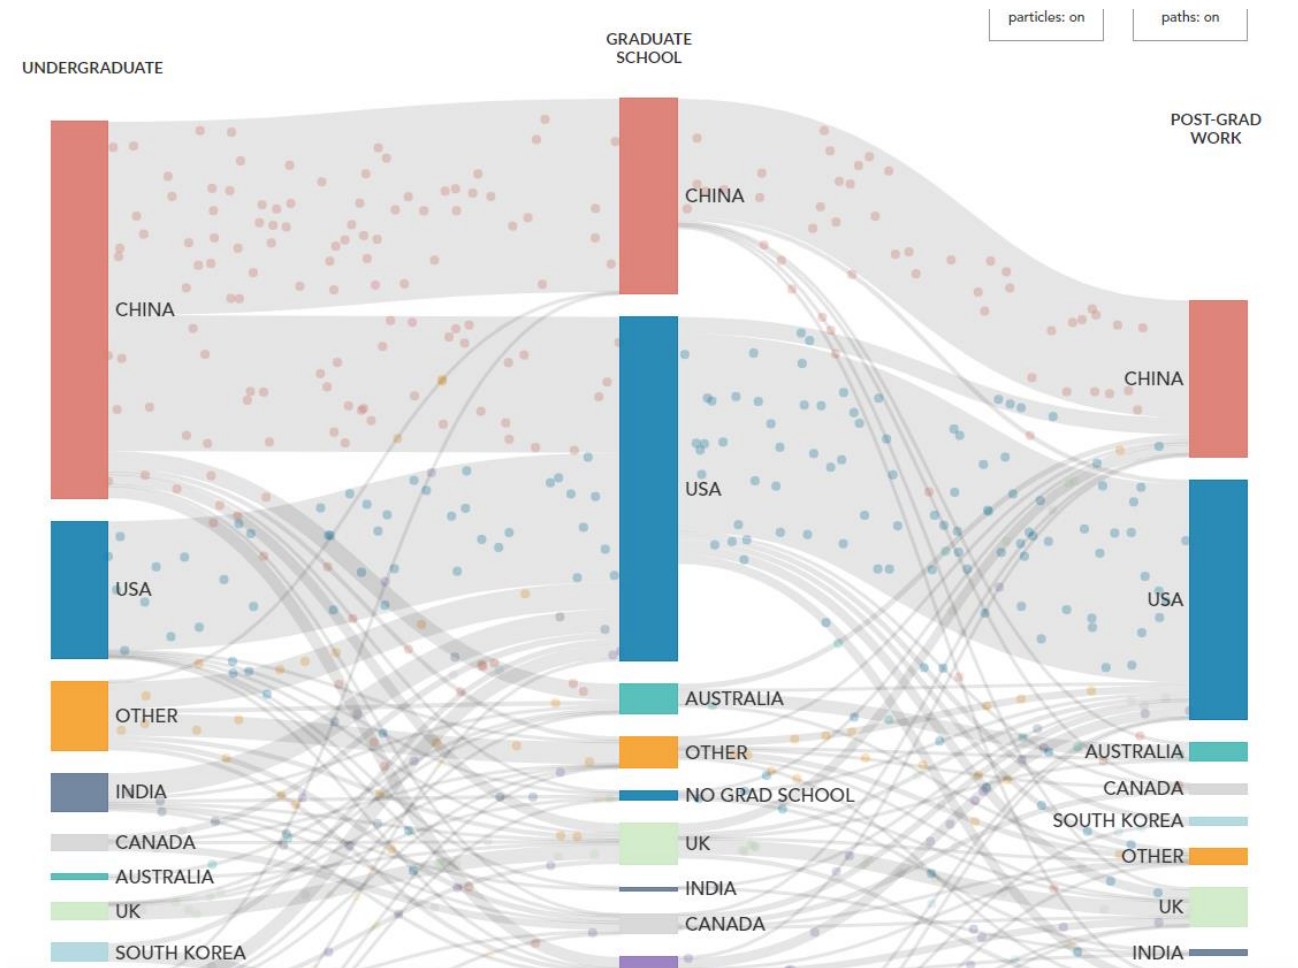 particles: on
paths: on
GRADUATE
SCHOOL
UNDERGRADUATE
POST-GRAD
WORK
CHINA
USA
OTHER
INDIA
CANADA
AUSTRALIA
UK
SOUTH KOREA
CHINA
USA
AUSTRALIA
OTHER
NO GRAD SCHOOL
UK
INDIA
CANADA
CHINA
USA
AUSTRALIA
CANADA
SOUTH KOREA
OTHER
UK
INDIA